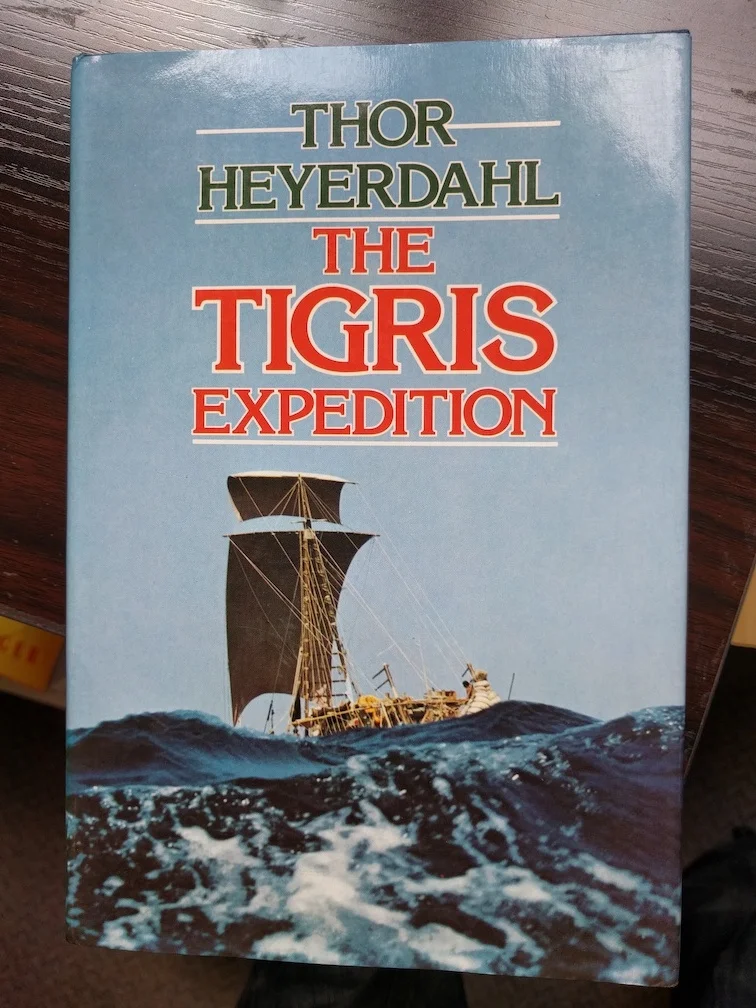 THOR
HEYERDAHL
THE
TIGRIS
EXPEDITION